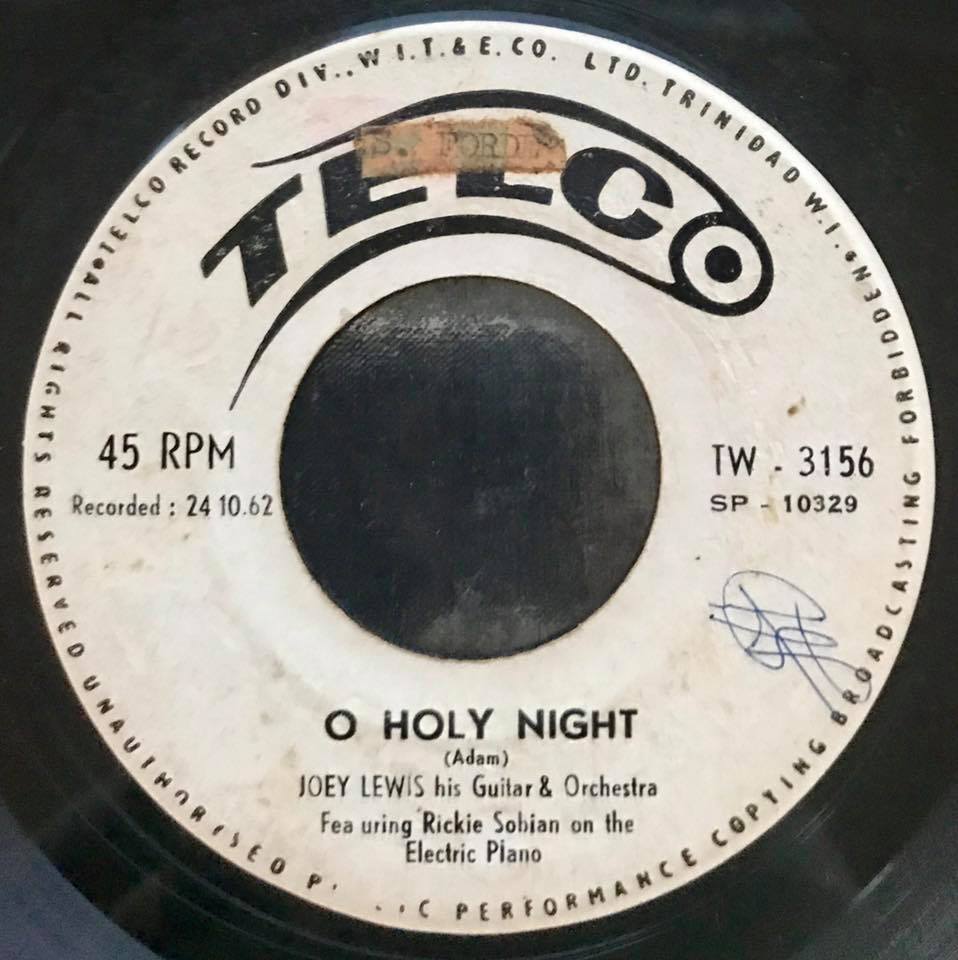 TELCO RECORD DIV., W I.T. & E. CO. LTD. TRINIDAD W.I.
TELCO
S. FORDE
45 RPM
Recorded : 24 10.62
TW - 3156
SP - 10329
O HOLY NIGHT
(Adam)
JOEY LEWIS his Guitar & Orchestra
Fea uring Rickie Sobian on the
Electric Piano
ALL RIGHTS RESERVED UNAUTHORISED P. . . I C PERFORMANCE COPYING BROADCASTING FORBIDDEN